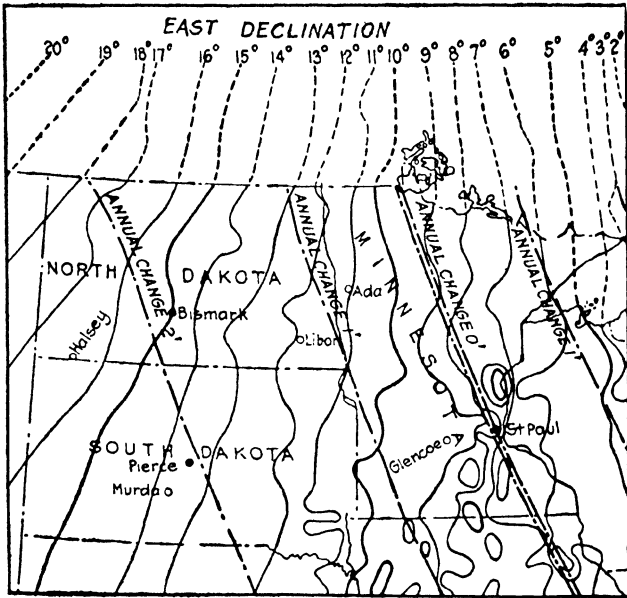 EAST DECLINATION
20° 19° 18° 17° 16° 15° 14° 13° 12° 11° 10° 9° 8° 7° 6° 5° 4° 3° 2°
ANNUAL CHANGE 2'
ANNUAL CHANGE 1'
ANNUAL CHANGE 0'
ANNUAL CHANGE 1'
MINNESOTA
NORTH DAKOTA
Ada
Bismark
Halsey
Libon
St Paul
SOUTH DAKOTA
Glencoe
Pierce
Murda